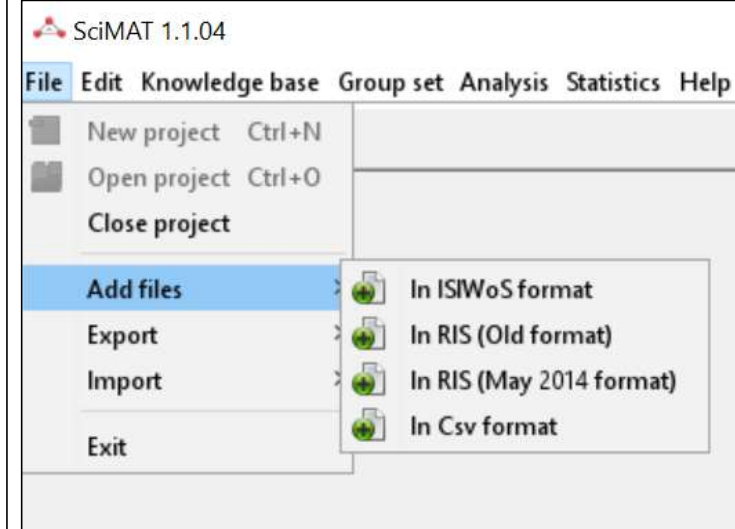 SciMAT 1.1.04
File Edit Knowledge base Group set Analysis Statistics Help
New project Ctrl+N
Open project Ctrl+O
Close project
Add files
Export
Import
Exit
In ISIWoS format
In RIS (Old format)
In RIS (May 2014 format)
In Csv format